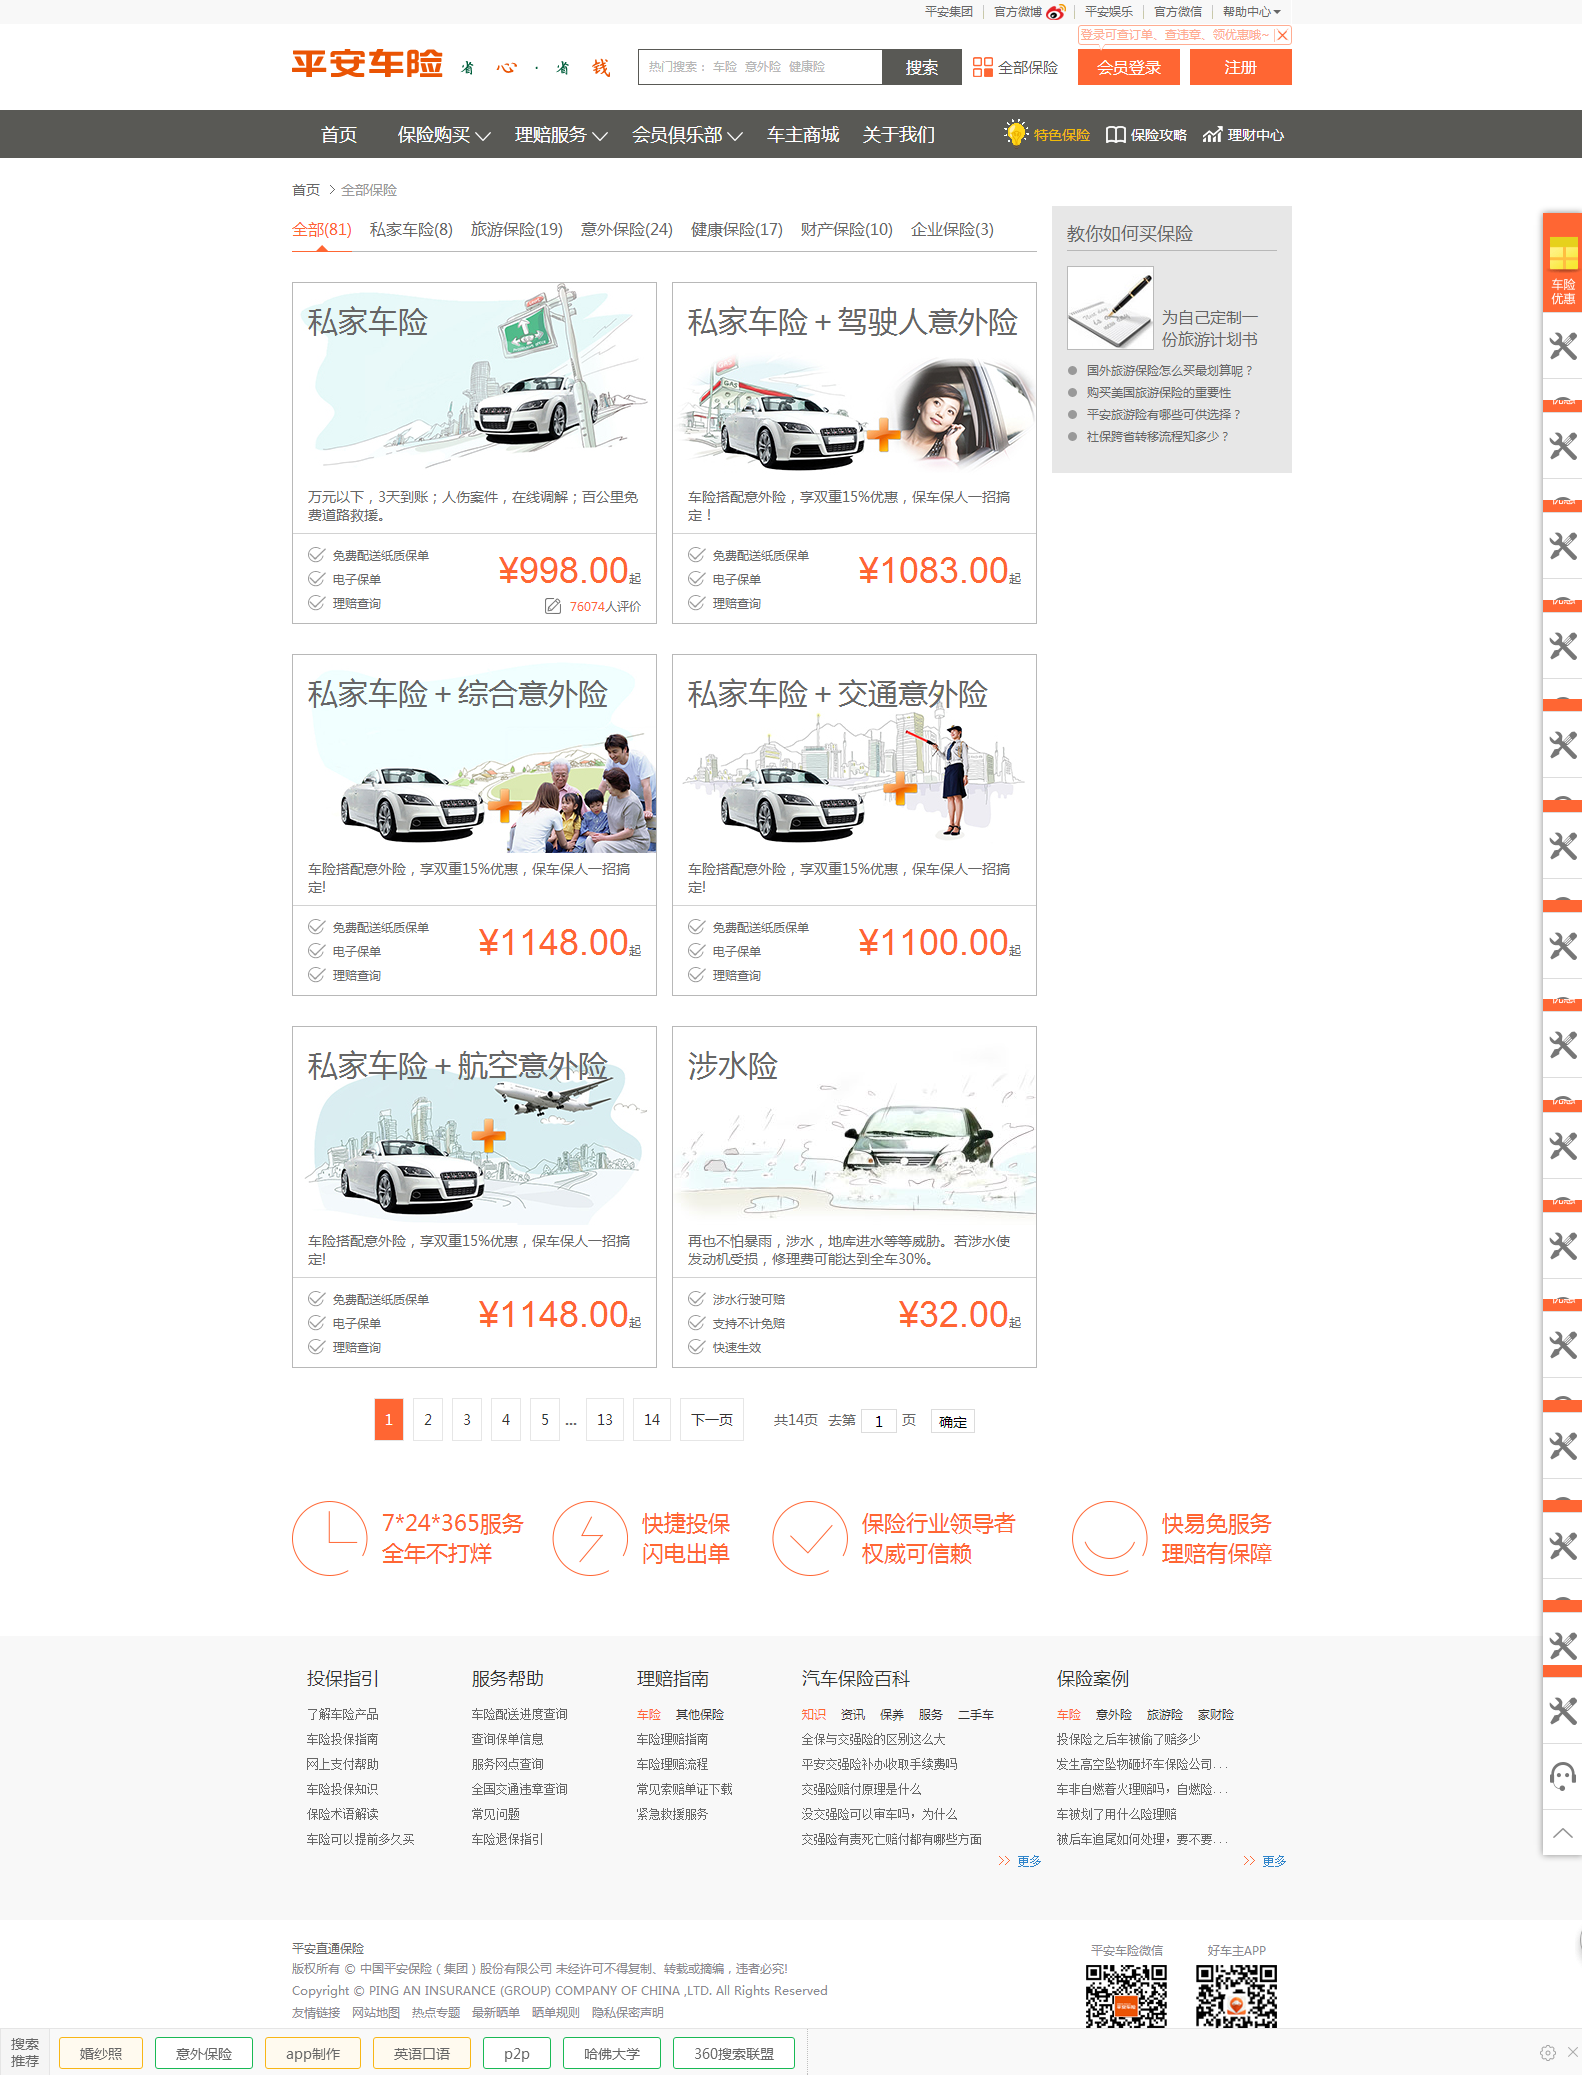 平安集团 官方微博 平安娱乐 官方微信 帮助中心
登录可查订单、查违章、领优惠哦~
平安车险 省 心 · 省 钱
热门搜索： 车险 意外险 健康险 搜索 全部保险 会员登录 注册
首页 保险购买 理赔服务 会员俱乐部 车主商城 关于我们 特色保险 保险攻略 理财中心
首页 > 全部保险
全部(81) 私家车险(8) 旅游保险(19) 意外保险(24) 健康保险(17) 财产保险(10) 企业保险(3)
教你如何买保险
为自己定制一
份旅游计划书
国外旅游保险怎么买最划算呢？
购买美国旅游保险的重要性
平安旅游险有哪些可供选择？
社保跨省转移流程知多少？
车险
优惠
私家车险
万元以下，3天到账；人伤案件，在线调解；百公里免
费道路救援。
免费配送纸质保单
电子保单
理赔查询
¥998.00起
76074人评价
私家车险＋驾驶人意外险
GAS
车险搭配意外险，享双重15%优惠，保车保人一招搞
定！
免费配送纸质保单
电子保单
理赔查询
¥1083.00起
私家车险＋综合意外险
车险搭配意外险，享双重15%优惠，保车保人一招搞
定!
免费配送纸质保单
电子保单
理赔查询
¥1148.00起
私家车险＋交通意外险
车险搭配意外险，享双重15%优惠，保车保人一招搞
定!
免费配送纸质保单
电子保单
理赔查询
¥1100.00起
私家车险＋航空意外险
车险搭配意外险，享双重15%优惠，保车保人一招搞
定!
免费配送纸质保单
电子保单
理赔查询
¥1148.00起
涉水险
再也不怕暴雨，涉水，地库进水等等威胁。若涉水使
发动机受损，修理费可能达到全车30%。
涉水行驶可赔
支持不计免赔
快速生效
¥32.00起
1 2 3 4 5 ... 13 14 下一页 共14页 去第 1 页 确定
7*24*365服务
全年不打烊
快捷投保
闪电出单
保险行业领导者
权威可信赖
快易免服务
理赔有保障
投保指引
了解车险产品
车险投保指南
网上支付帮助
车险投保知识
保险术语解读
车险可以提前多久买
服务帮助
车险配送进度查询
查询保单信息
服务网点查询
全国交通违章查询
常见问题
车险退保指引
理赔指南
车险 其他保险
车险理赔指南
车险理赔流程
常见索赔单证下载
紧急救援服务
汽车保险百科
知识 资讯 保养 服务 二手车
全保与交强险的区别这么大
平安交强险补办收取手续费吗
交强险赔付原理是什么
没交强险可以审车吗，为什么
交强险有责死亡赔付都有哪些方面
>> 更多
保险案例
车险 意外险 旅游险 家财险
投保险之后车被偷了赔多少
发生高空坠物砸坏车保险公司...
车非自燃着火理赔吗，自燃险...
车被划了用什么险理赔
被后车追尾如何处理，要不要...
>> 更多
平安直通保险
版权所有 © 中国平安保险（集团）股份有限公司 未经许可不得复制、转载或摘编，违者必究!
Copyright © PING AN INSURANCE (GROUP) COMPANY OF CHINA ,LTD. All Rights Reserved
友情链接 网站地图 热点专题 最新晒单 晒单规则 隐私保密声明
平安车险微信 好车主APP
搜索
推荐
婚纱照 意外保险 app制作 英语口语 p2p 哈佛大学 360搜索联盟